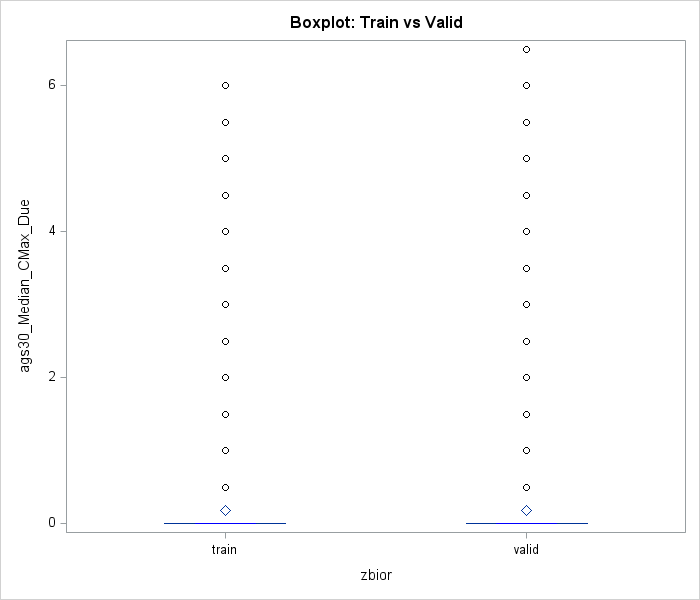 Boxplot: Train vs Valid
6
4
2
0
ags30_Median_CMax_Due
train
valid
zbior